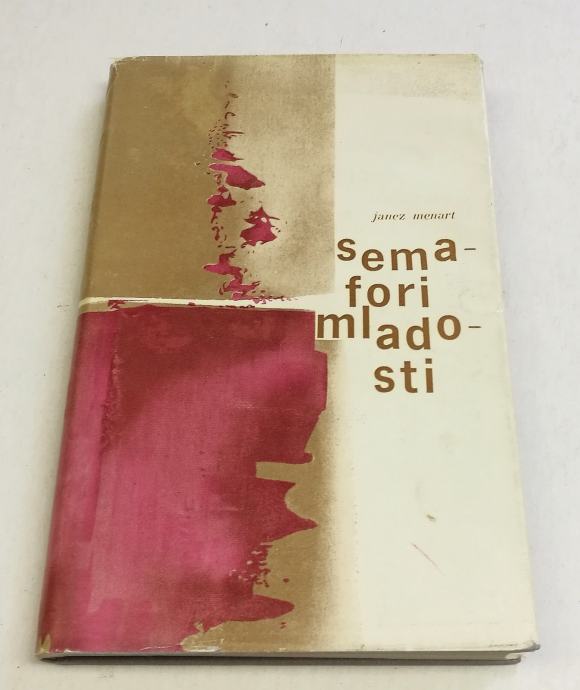 janez menart
sema-
fori
mlado-
sti